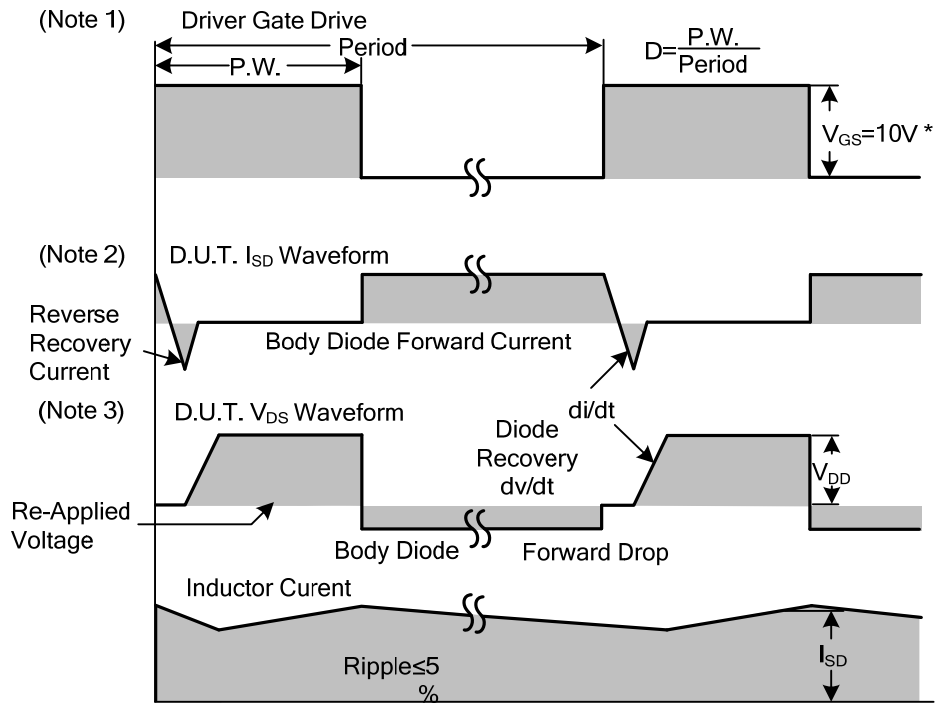 (Note 1)
Driver Gate Drive
Period
P.W.
D=P.W./Period
VGS=10V *
(Note 2)
D.U.T. ISD Waveform
Reverse
Recovery
Current
Body Diode Forward Current
(Note 3)
D.U.T. VDS Waveform
di/dt
Diode
Recovery
dv/dt
VDD
Re-Applied
Voltage
Body Diode
Forward Drop
Inductor Curent
Ripple≤5
%
ISD